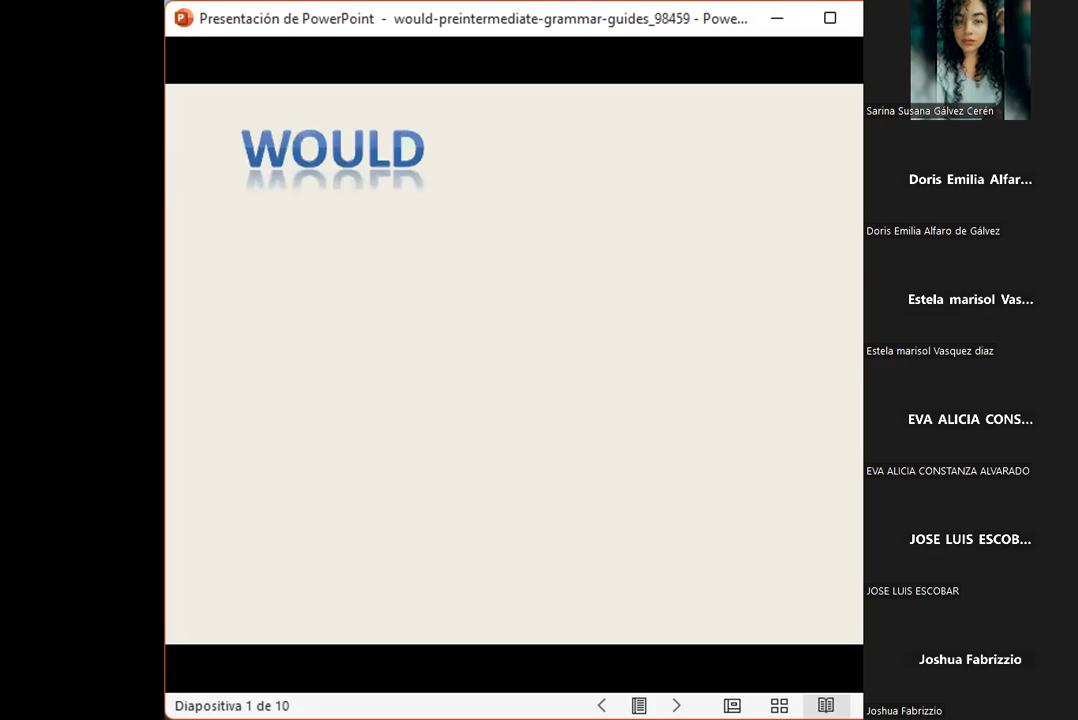 Presentación de PowerPoint - would-preintermediate-grammar-guides_98459 - Powe...
WOULD
Diapositiva 1 de 10
Sarina Susana Gálvez Cerén
Doris Emilia Alfar...
Doris Emilia Alfaro de Gálvez
Estela marisol Vas...
Estela marisol Vasquez diaz
EVA ALICIA CONS...
EVA ALICIA CONSTANZA ALVARADO
JOSE LUIS ESCOB...
JOSE LUIS ESCOBAR
Joshua Fabrizzio
Joshua Fabrizzio